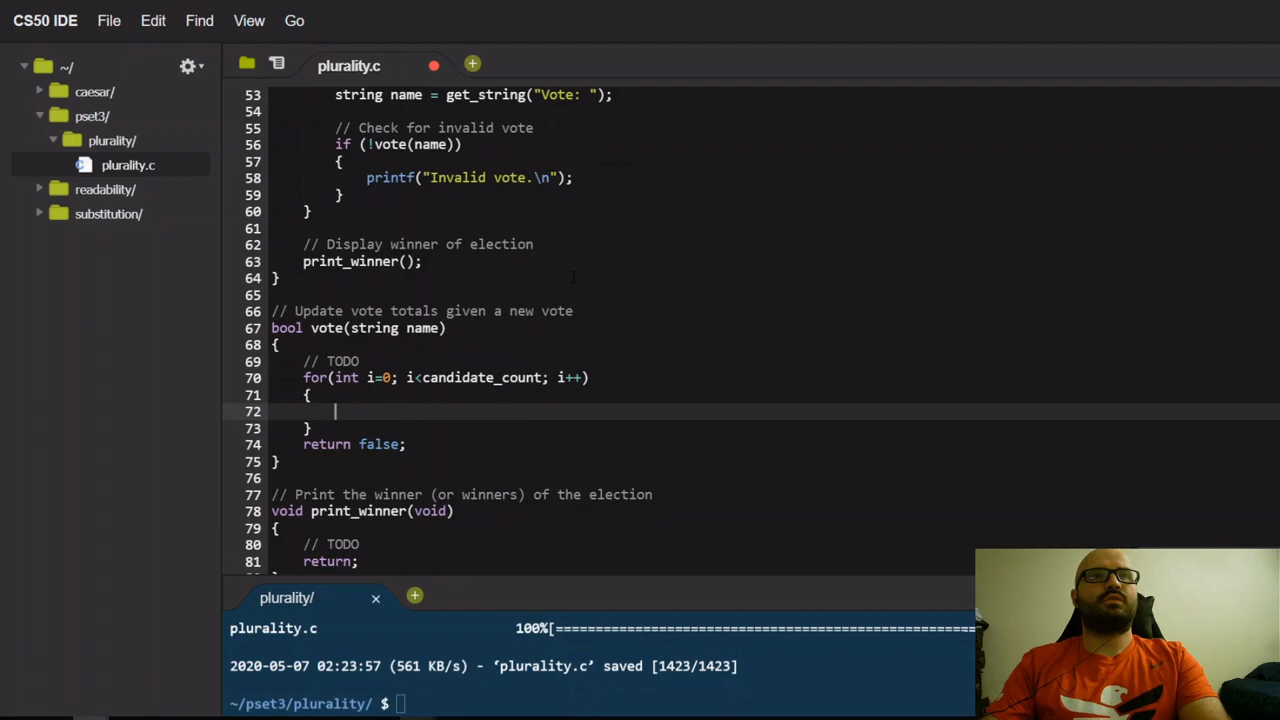 CS50 IDE File Edit Find View Go
~/
caesar/
pset3/
plurality/
plurality.c
readability/
substitution/
plurality.c
53 string name = get_string("Vote: ");
54
55 // Check for invalid vote
56 if (!vote(name))
57 {
58 printf("Invalid vote.\n");
59 }
60 }
61
62 // Display winner of election
63 print_winner();
64 }
65
66 // Update vote totals given a new vote
67 bool vote(string name)
68 {
69 // TODO
70 for(int i=0; i<candidate_count; i++)
71 {
72
73 }
74 return false;
75 }
76
77 // Print the winner (or winners) of the election
78 void print_winner(void)
79 {
80 // TODO
81 return;
plurality/
plurality.c 100%[=====================================================
2020-05-07 02:23:57 (561 KB/s) - ‘plurality.c’ saved [1423/1423]
~/pset3/plurality/ $